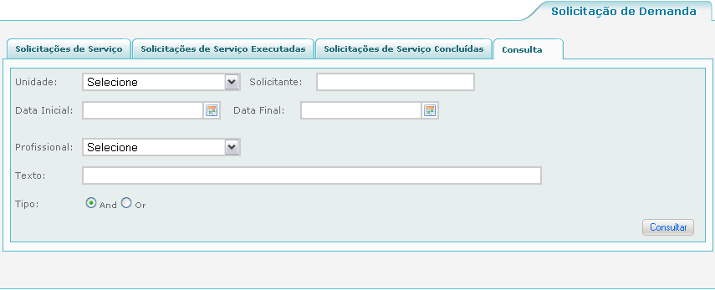 Solicitação de Demanda
Solicitações de Serviço Solicitações de Serviço Executadas Solicitações de Serviço Concluídas Consulta
Unidade: Selecione Solicitante:
Data Inicial: Data Final:
Profissional: Selecione
Texto:
Tipo: And Or
Consultar